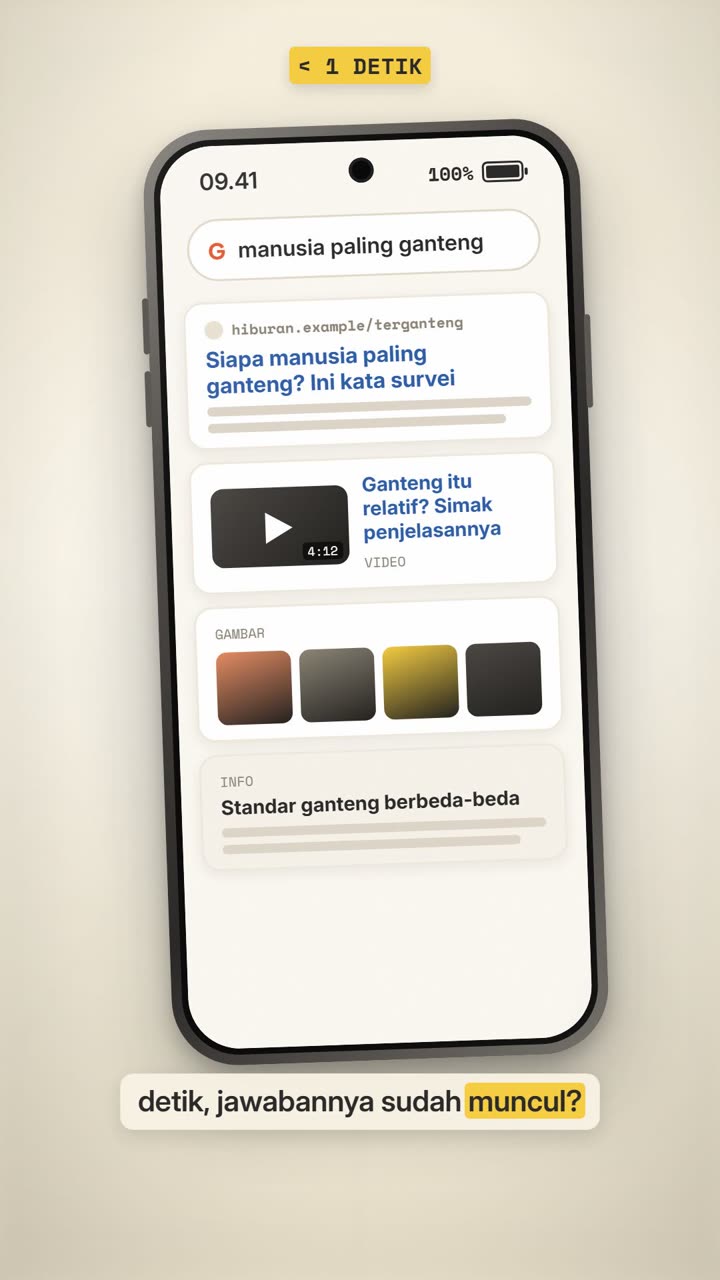 < 1 DETIK
09.41
100%
G manusia paling ganteng
hiburan.example/terganteng
Siapa manusia paling
ganteng? Ini kata survei
4:12
Ganteng itu
relatif? Simak
penjelasannya
VIDEO
GAMBAR
INFO
Standar ganteng berbeda-beda
detik, jawabannya sudah muncul?